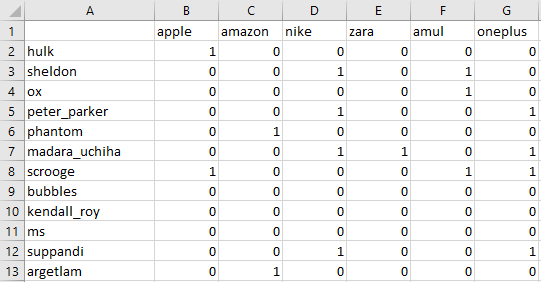 A B C D E F G
1 apple amazon nike zara amul oneplus
2 hulk 1 0 0 0 0 0
3 sheldon 0 0 1 0 1 0
4 ox 0 0 0 0 1 0
5 peter_parker 0 0 1 0 0 1
6 phantom 0 1 0 0 0 0
7 madara_uchiha 0 0 1 1 0 1
8 scrooge 1 0 0 0 1 1
9 bubbles 0 0 0 0 0 0
10 kendall_roy 0 0 0 0 0 0
11 ms 0 0 0 0 0 0
12 suppandi 0 0 1 0 0 1
13 argetlam 0 1 0 0 0 0